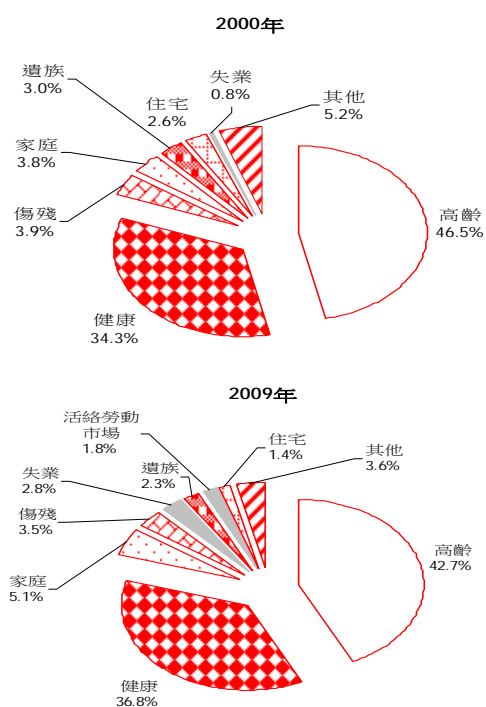 2000年
遺族
3.0%
失業
0.8%
住宅
2.6%
其他
5.2%
家庭
3.8%
傷殘
3.9%
高齡
46.5%
健康
34.3%
2009年
活絡勞動
市場
1.8%
住宅
1.4%
其他
3.6%
遺族
2.3%
失業
2.8%
傷殘
3.5%
高齡
42.7%
家庭
5.1%
健康
36.8%